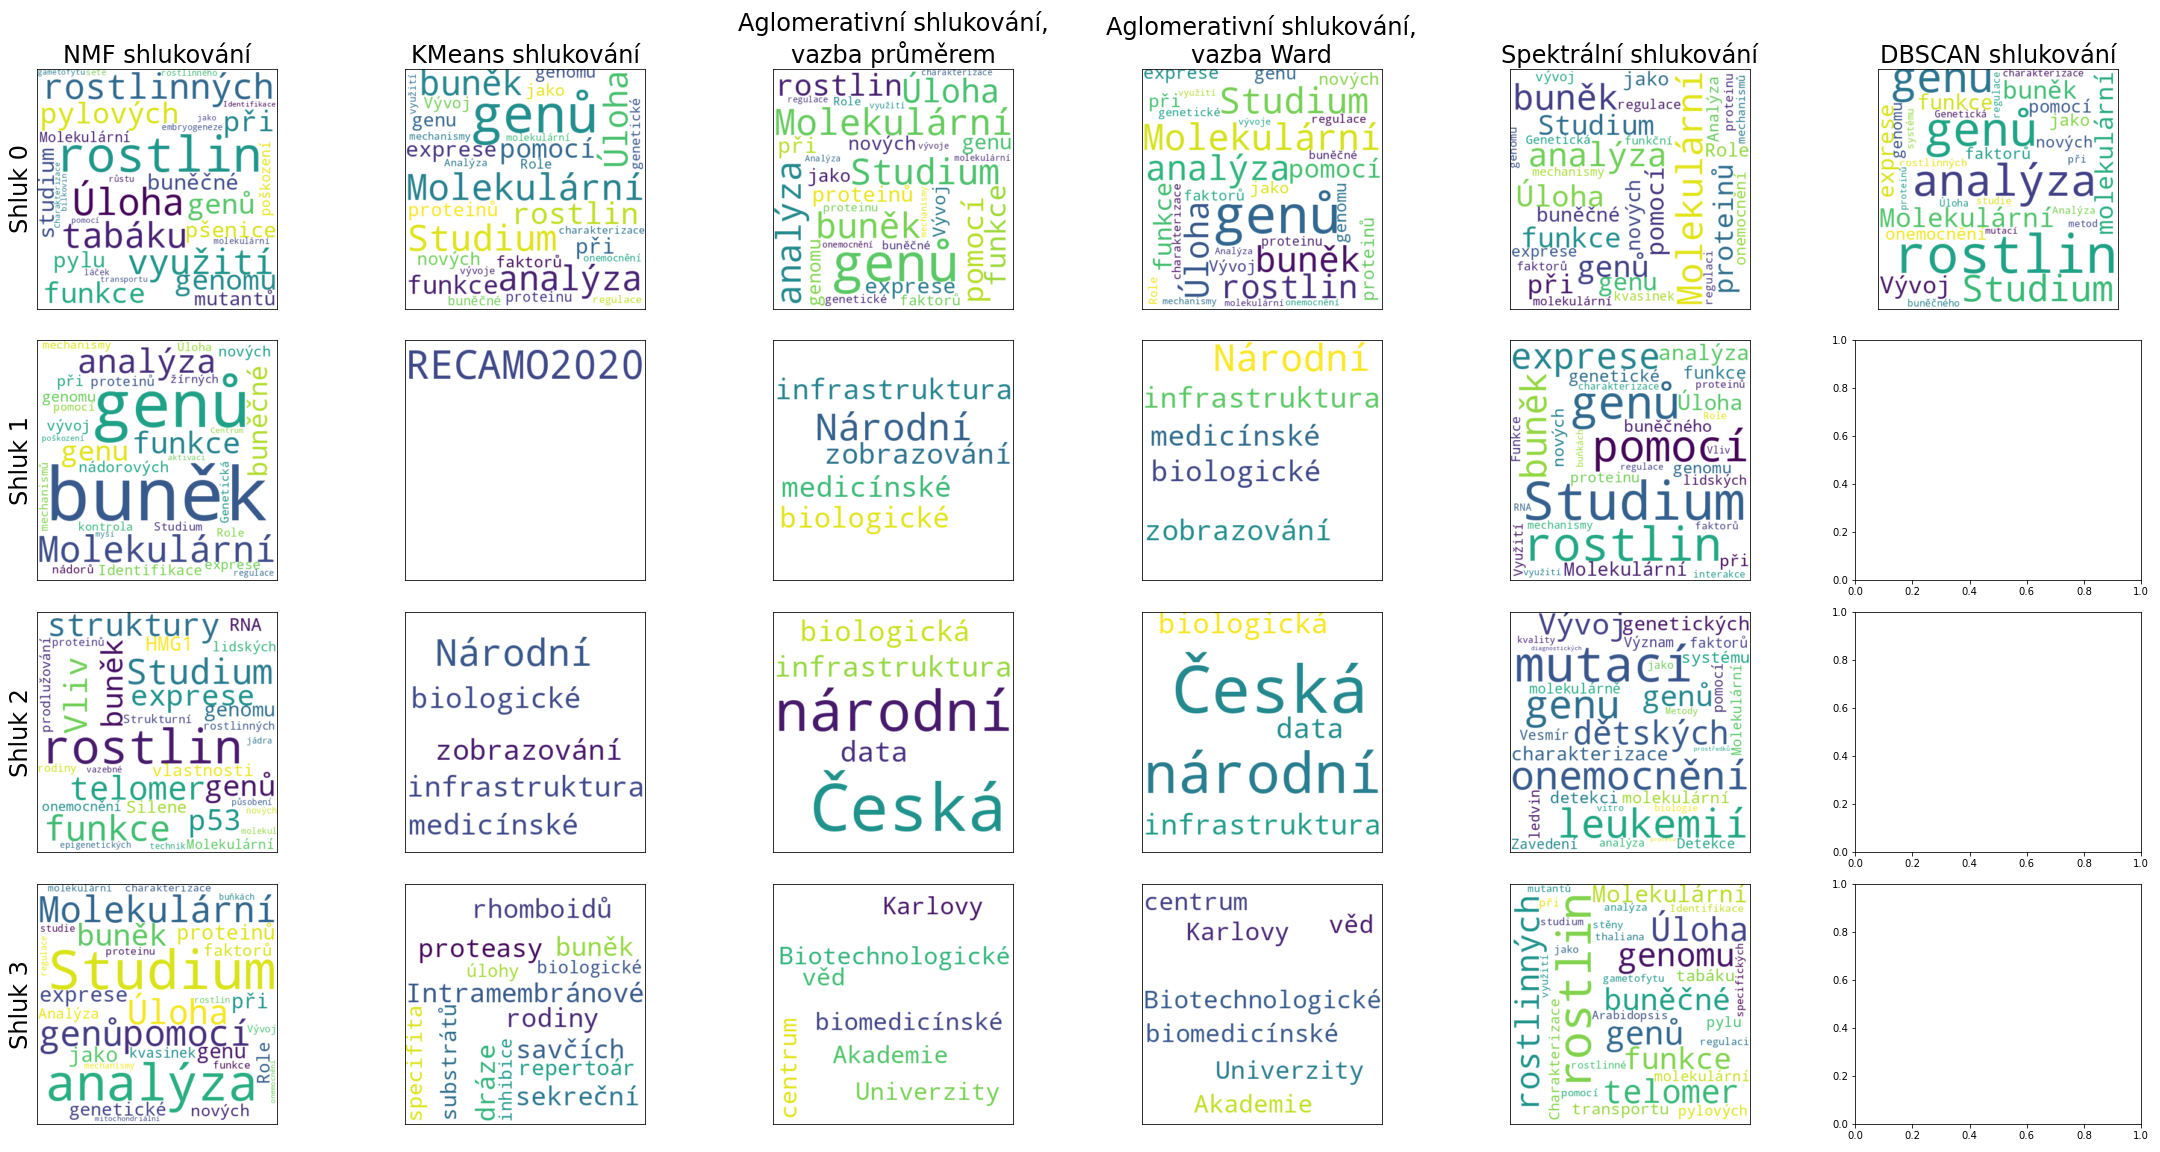 Aglomerativní shlukování,
vazba průměrem
Aglomerativní shlukování,
vazba Ward
NMF shlukování
KMeans shlukování
Spektrální shlukování
DBSCAN shlukování
Shluk 0
gametofytu
sítě
rostlinného
rostlinných
Identifikace
pylových
jako
embryogeneze
při
Molekulární
rostlin
poškození
studium
charakterizace
bílkovin
růstu
buněčné
Úloha
genů
pomocí
tabáku
pšenice
molekulární
pylu
využití
láček
transportu
genomu
funkce
mutantů
využití
buněk
genomu
jako
Vývoj
genů
Úloha
genetické
genu
mechanismy
molekulární
exprese
pomocí
Analýza
Role
Molekulární
proteinů
rostlin
charakterizace
Studium
při
nových
faktorů
onemocnění
vývoje
funkce
analýza
buněčné
proteinu
regulace
rostlin
charakterizace
Úloha
regulace
Role
využití
Molekulární
při
nových
vývoje
genu
Analýza
molekulární
analýza
jako
Studium
proteinů
mechanismy
Vývoj
proteinu
buněk
pomocí
funkce
onemocnění
buněčné
genomu
genů
exprese
genetické
faktorů
exprese
genu
nových
využití
při
Studium
genetické
vývoje
regulace
Molekulární
buněčné
analýza
pomocí
funkce
charakterizace
faktorů
jako
Úloha
genů
genomu
proteinů
proteinu
Analýza
Vývoj
buněk
Role
rostlin
mechanismy
molekulární
onemocnění
vývoj
jako
buněk
regulace
Molekulární
Analýza
proteinu
mechanismů
Studium
genomu
Genetická
funkční
analýza
Role
mechanismy
Úloha
nových
pomocí
proteinů
onemocnění
buněčné
funkce
exprese
faktorů
genů
při
genu
regulaci
molekulární
kvasinek
genu
charakterizace
regulace
buněk
molekulární
exprese
genomu
funkce
Genetická
systému
pomocí
genů
jako
nových
faktorů
při
rostlinných
proteinů
analýza
Úloha
studie
Molekulární
Analýza
onemocnění
mutací
metod
rostlin
Vývoj
Studium
buněčného
Shluk 1
mechanismy
Úloha
analýza
nových
při
proteinů
žírných
buněčné
genomu
pomocí
genů
vývoj
Centrum
poškození
funkce
genu
aktivaci
nádorových
mechanismů
buněk
Genetická
kontrola
Studium
myší
Role
Molekulární
nádorů
Identifikace
exprese
regulace
RECAMO2020
infrastruktura
Národní
zobrazování
medicínské
biologické
Národní
infrastruktura
medicínské
biologické
zobrazování
exprese
analýza
genetické
funkce
charakterizace
proteinů
buněk
genů
Úloha
Role
Funkce
nových
buněčného
buňkách
pomocí
Vliv
regulace
genomu
proteinu
lidských
Studium
RNA
mechanismy
faktorů
Využití
rostlin
při
využití
Molekulární
interakce
1.0
0.8
0.6
0.4
0.2
0.0
0.0 0.2 0.4 0.6 0.8 1.0
Shluk 2
struktury
RNA
prodlužování
proteinů
HMG1
lidských
Vliv
buněk
Studium
exprese
genomu
Strukturní
rostlinných
rostlin
jádra
rodiny
vazebné
vlastnosti
telomer
genů
onemocnění
Silene
působení
nových
funkce
p53
molekul
epigenetických
technik
Molekulární
Národní
biologické
zobrazování
infrastruktura
medicínské
biologická
infrastruktura
národní
data
Česká
biologická
Česká
data
národní
infrastruktura
Vývoj
genetických
kvality
Význam
faktorů
diagnostických
mutací
jako
systému
molekulárně
genu
genů
pomocí
Molekulární
Metody
Vesmír
dětských
charakterizace
prostředků
onemocnění
ledvin
detekci
molekulární
vitro
biologie
leukemií
Zavedení
analýza
Detekce
1.0
0.8
0.6
0.4
0.2
0.0
0.0 0.2 0.4 0.6 0.8 1.0
Shluk 3
molekulární
charakterizace
Molekulární
buňkách
studie
buněk
proteinů
regulace
proteinu
faktorů
Studium
exprese
rostlin
při
Analýza
Úloha
genů
pomocí
Vývoj
jako
kvasinek
genu
Role
mechanismy
funkce
analýza
onemocnění
genetické
nových
mitochondriální
rhomboidů
proteasy
buněk
úlohy
biologické
Intramembránové
specifita
substrátů
rodiny
dráze
inhibice
savčích
repertoár
sekreční
Karlovy
Biotechnologické
věd
biomedicínské
centrum
Akademie
Univerzity
centrum
Karlovy
věd
Biotechnologické
biomedicínské
Univerzity
Akademie
mutantů
Molekulární
při
analýza
Identifikace
rostlinných
studium
stěny
rostlin
Úloha
thaliana
jako
využití
genomu
specifických
gametofytu
tabáku
buněčné
Charakterizace
Arabidopsis
pylu
genů
regulaci
funkce
rostlinné
molekulární
pomocí
telomer
transportu
pylových
1.0
0.8
0.6
0.4
0.2
0.0
0.0 0.2 0.4 0.6 0.8 1.0